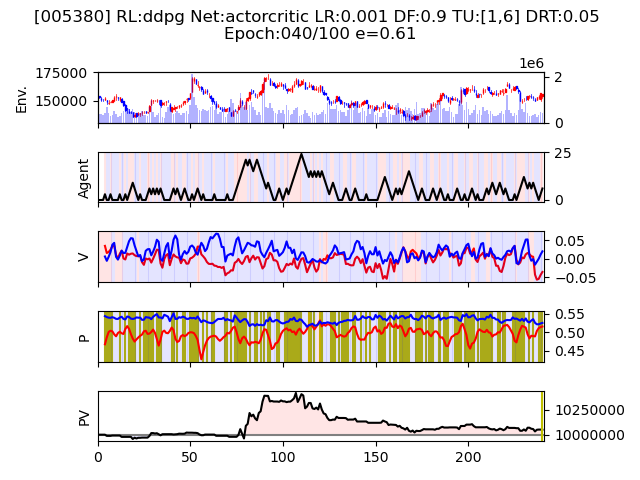 [005380] RL:ddpg Net:actorcritic LR:0.001 DF:0.9 TU:[1,6] DRT:0.05
Epoch:040/100 e=0.61
1e6
175000
150000
Env.
2
0
Agent
25
0
V
0.05
0.00
−0.05
P
0.55
0.50
0.45
PV
10250000
10000000
0 50 100 150 200